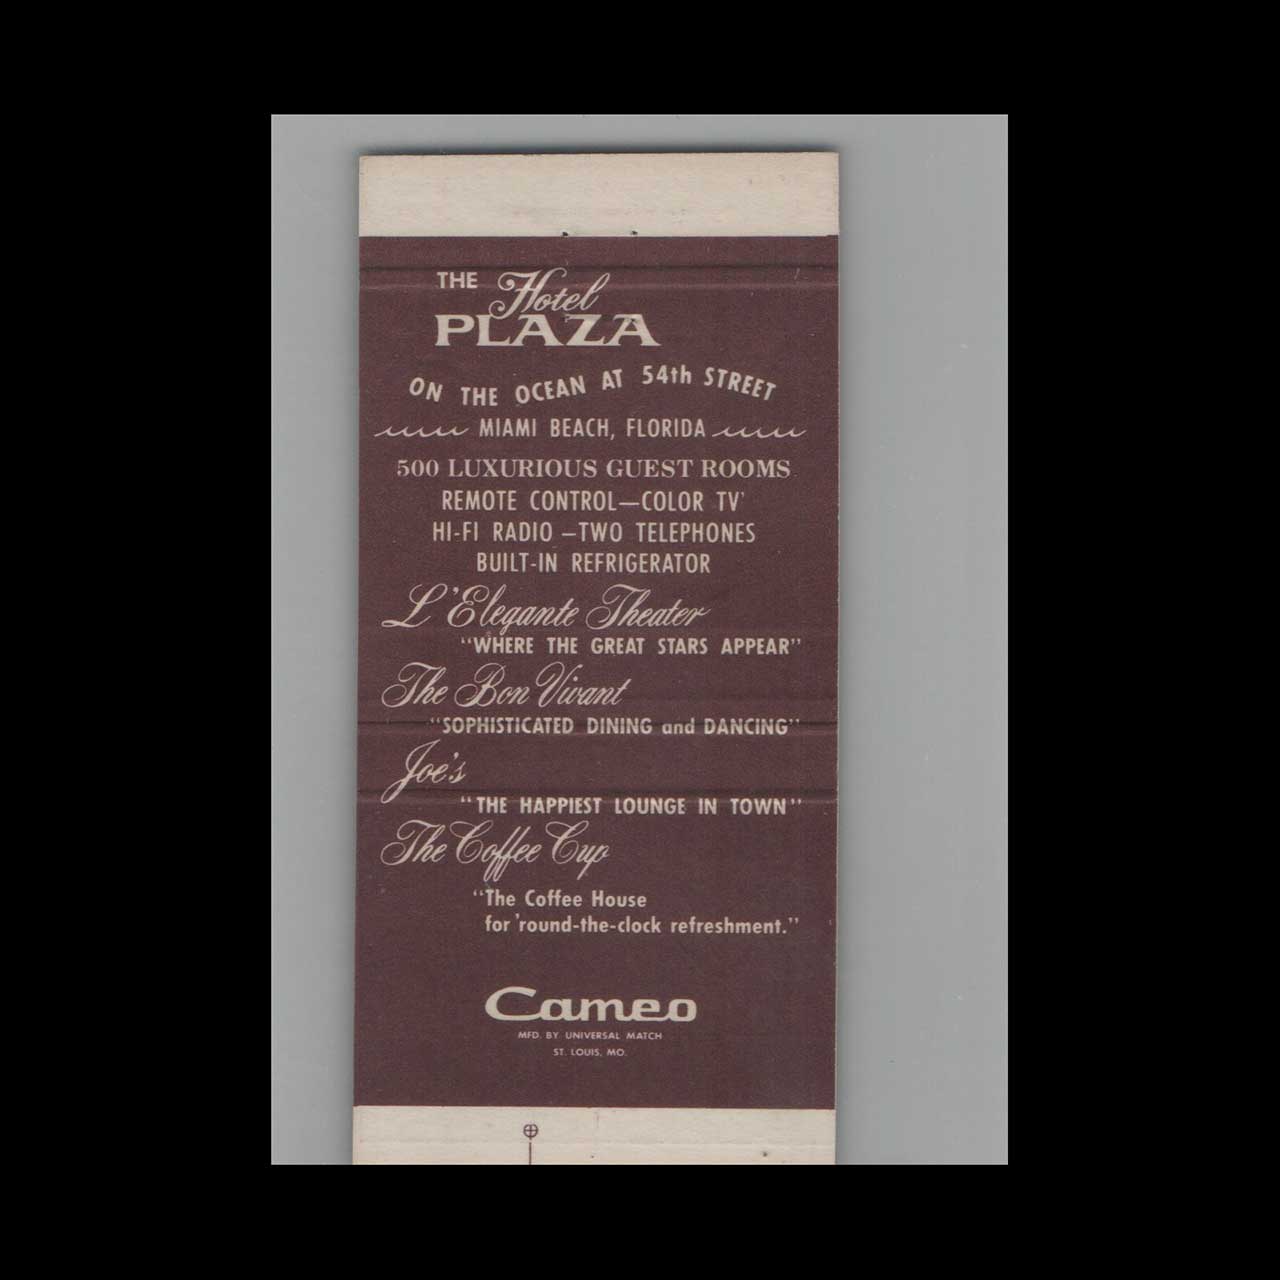 THE Hotel
PLAZA
ON THE OCEAN AT 54th STREET
MIAMI BEACH, FLORIDA
500 LUXURIOUS GUEST ROOMS
REMOTE CONTROL—COLOR TV
HI-FI RADIO —TWO TELEPHONES
BUILT-IN REFRIGERATOR
L'Elegante Theater
"WHERE THE GREAT STARS APPEAR"
The Bon Vivant
"SOPHISTICATED DINING and DANCING"
Joe's
"THE HAPPIEST LOUNGE IN TOWN"
The Coffee Cup
"The Coffee House
for 'round-the-clock refreshment."
Cameo
MFD. BY UNIVERSAL MATCH
ST. LOUIS, MO.